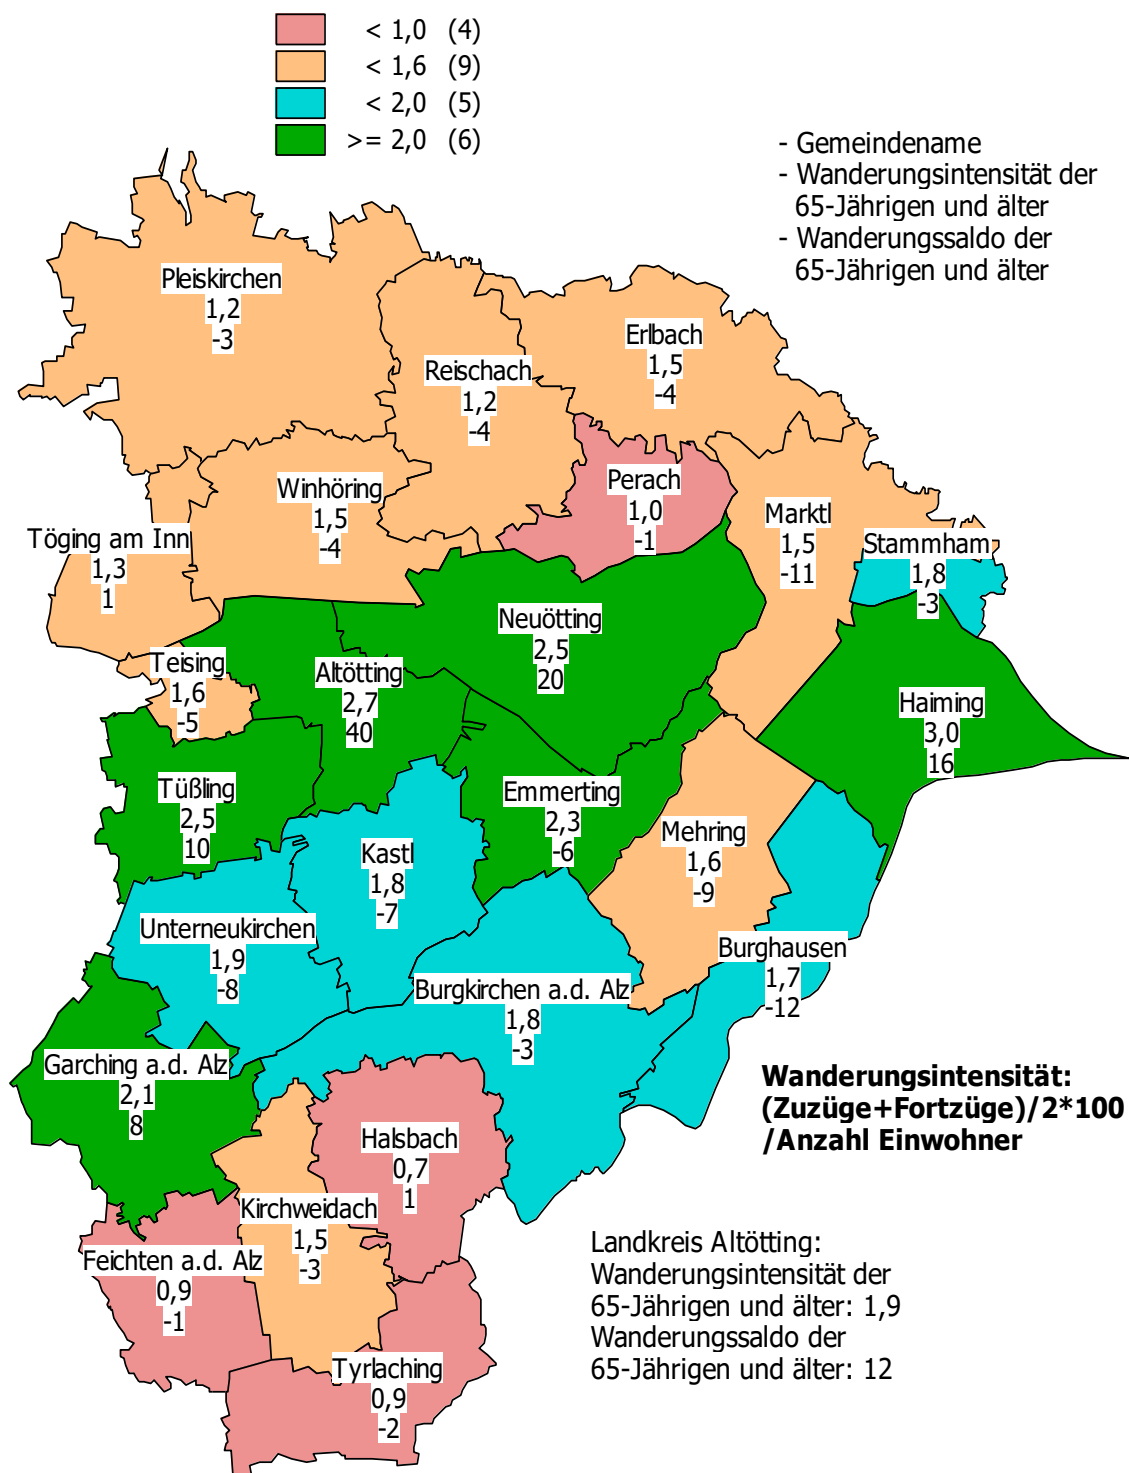 < 1,0 (4)
< 1,6 (9)
< 2,0 (5)
>= 2,0 (6)
- Gemeindename
- Wanderungsintensität der
65-Jährigen und älter
- Wanderungssaldo der
65-Jährigen und älter
Pleiskirchen
1,2
-3
Reischach
1,2
-4
Erlbach
1,5
-4
Winhöring
1,5
-4
Perach
1,0
-1
Marktl
1,5
-11
Stammham
1,8
-3
Töging am Inn
1,3
1
Neuötting
2,5
20
Teising
1,6
-5
Altötting
2,7
40
Haiming
3,0
16
Tüßling
2,5
10
Emmerting
2,3
-6
Kastl
1,8
-7
Mehring
1,6
-9
Unterneukirchen
1,9
-8
Burghausen
1,7
-12
Burgkirchen a.d. Alz
1,8
-3
Garching a.d. Alz
2,1
8
Halsbach
0,7
1
Kirchweidach
1,5
-3
Feichten a.d. Alz
0,9
-1
Tyrlaching
0,9
-2
Wanderungsintensität:
(Zuzüge+Fortzüge)/2*100
/Anzahl Einwohner
Landkreis Altötting:
Wanderungsintensität der
65-Jährigen und älter: 1,9
Wanderungssaldo der
65-Jährigen und älter: 12